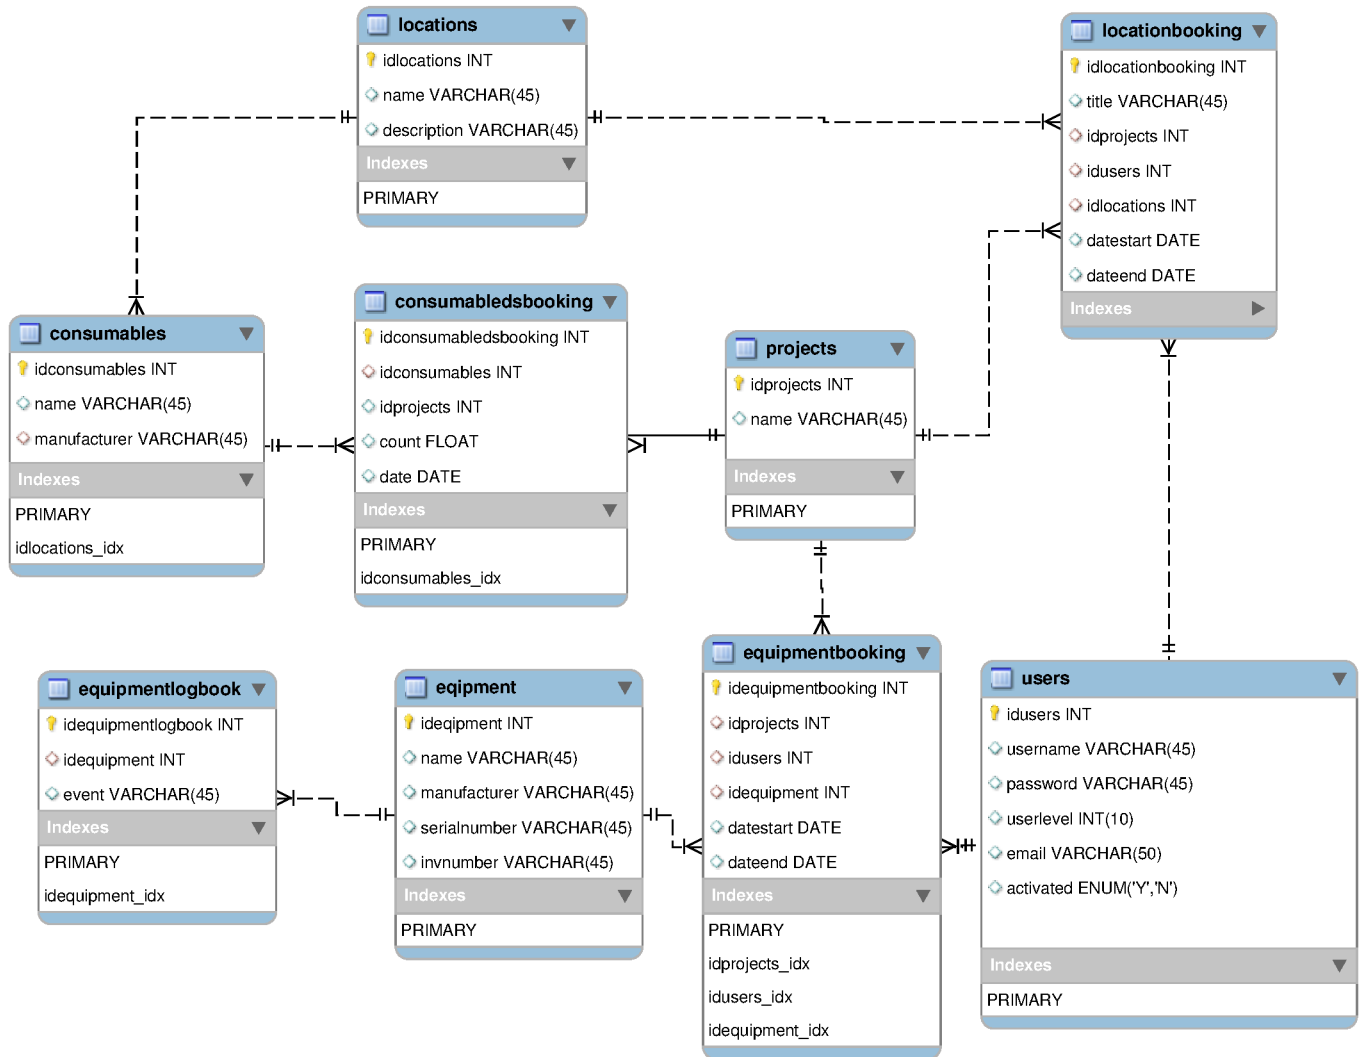 locations
idlocations INT
name VARCHAR(45)
description VARCHAR(45)
Indexes
PRIMARY
locationbooking
idlocationbooking INT
title VARCHAR(45)
idprojects INT
idusers INT
idlocations INT
datestart DATE
dateend DATE
Indexes
consumables
idconsumables INT
name VARCHAR(45)
manufacturer VARCHAR(45)
Indexes
PRIMARY
idlocations_idx
consumabledsbooking
idconsumabledsbooking INT
idconsumables INT
idprojects INT
count FLOAT
date DATE
Indexes
PRIMARY
idconsumables_idx
projects
idprojects INT
name VARCHAR(45)
Indexes
PRIMARY
equipmentlogbook
idequipmentlogbook INT
idequipment INT
event VARCHAR(45)
Indexes
PRIMARY
idequipment_idx
eqipment
ideqipment INT
name VARCHAR(45)
manufacturer VARCHAR(45)
serialnumber VARCHAR(45)
invnumber VARCHAR(45)
Indexes
PRIMARY
equipmentbooking
idequipmentbooking INT
idprojects INT
idusers INT
idequipment INT
datestart DATE
dateend DATE
Indexes
PRIMARY
idprojects_idx
idusers_idx
idequipment_idx
users
idusers INT
username VARCHAR(45)
password VARCHAR(45)
userlevel INT(10)
email VARCHAR(50)
activated ENUM('Y','N')
Indexes
PRIMARY